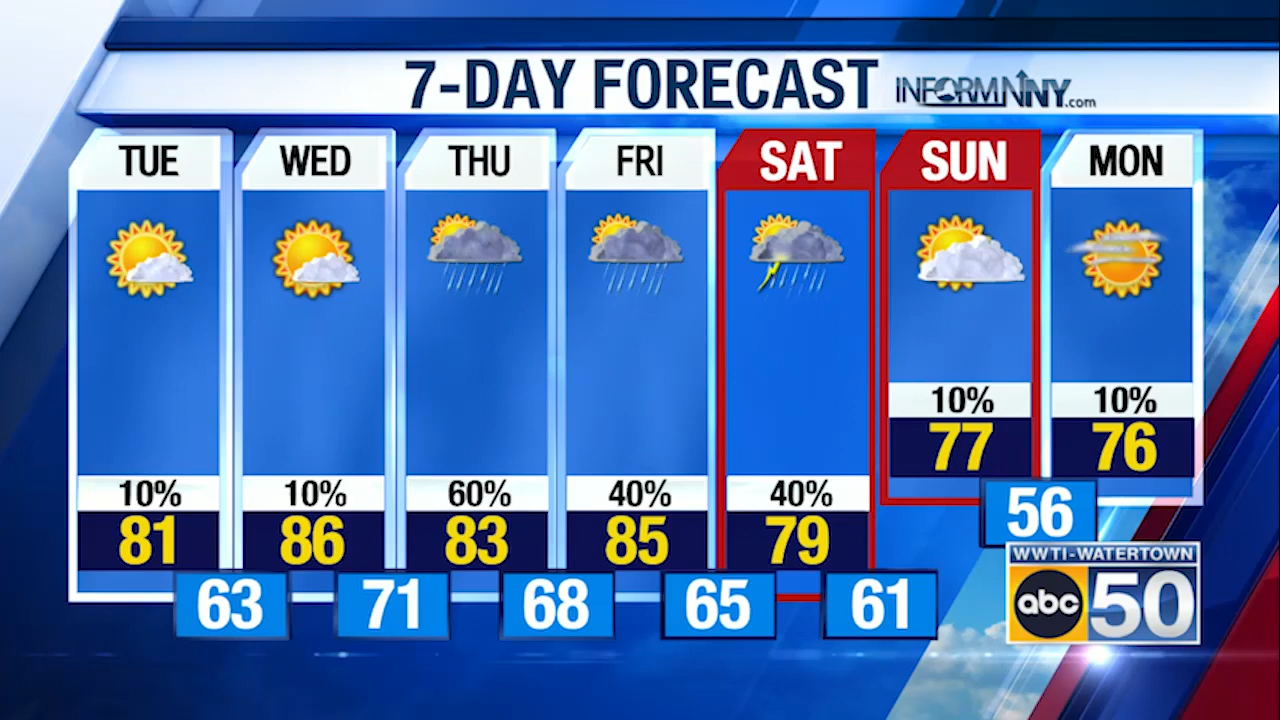 7-DAY FORECAST INFORMNNY.com
TUE WED THU FRI SAT SUN MON
10% 10%
77 76
10% 10% 60% 40% 40%
81 86 83 85 79
56
63 71 68 65 61
WWTI-WATERTOWN
abc 50